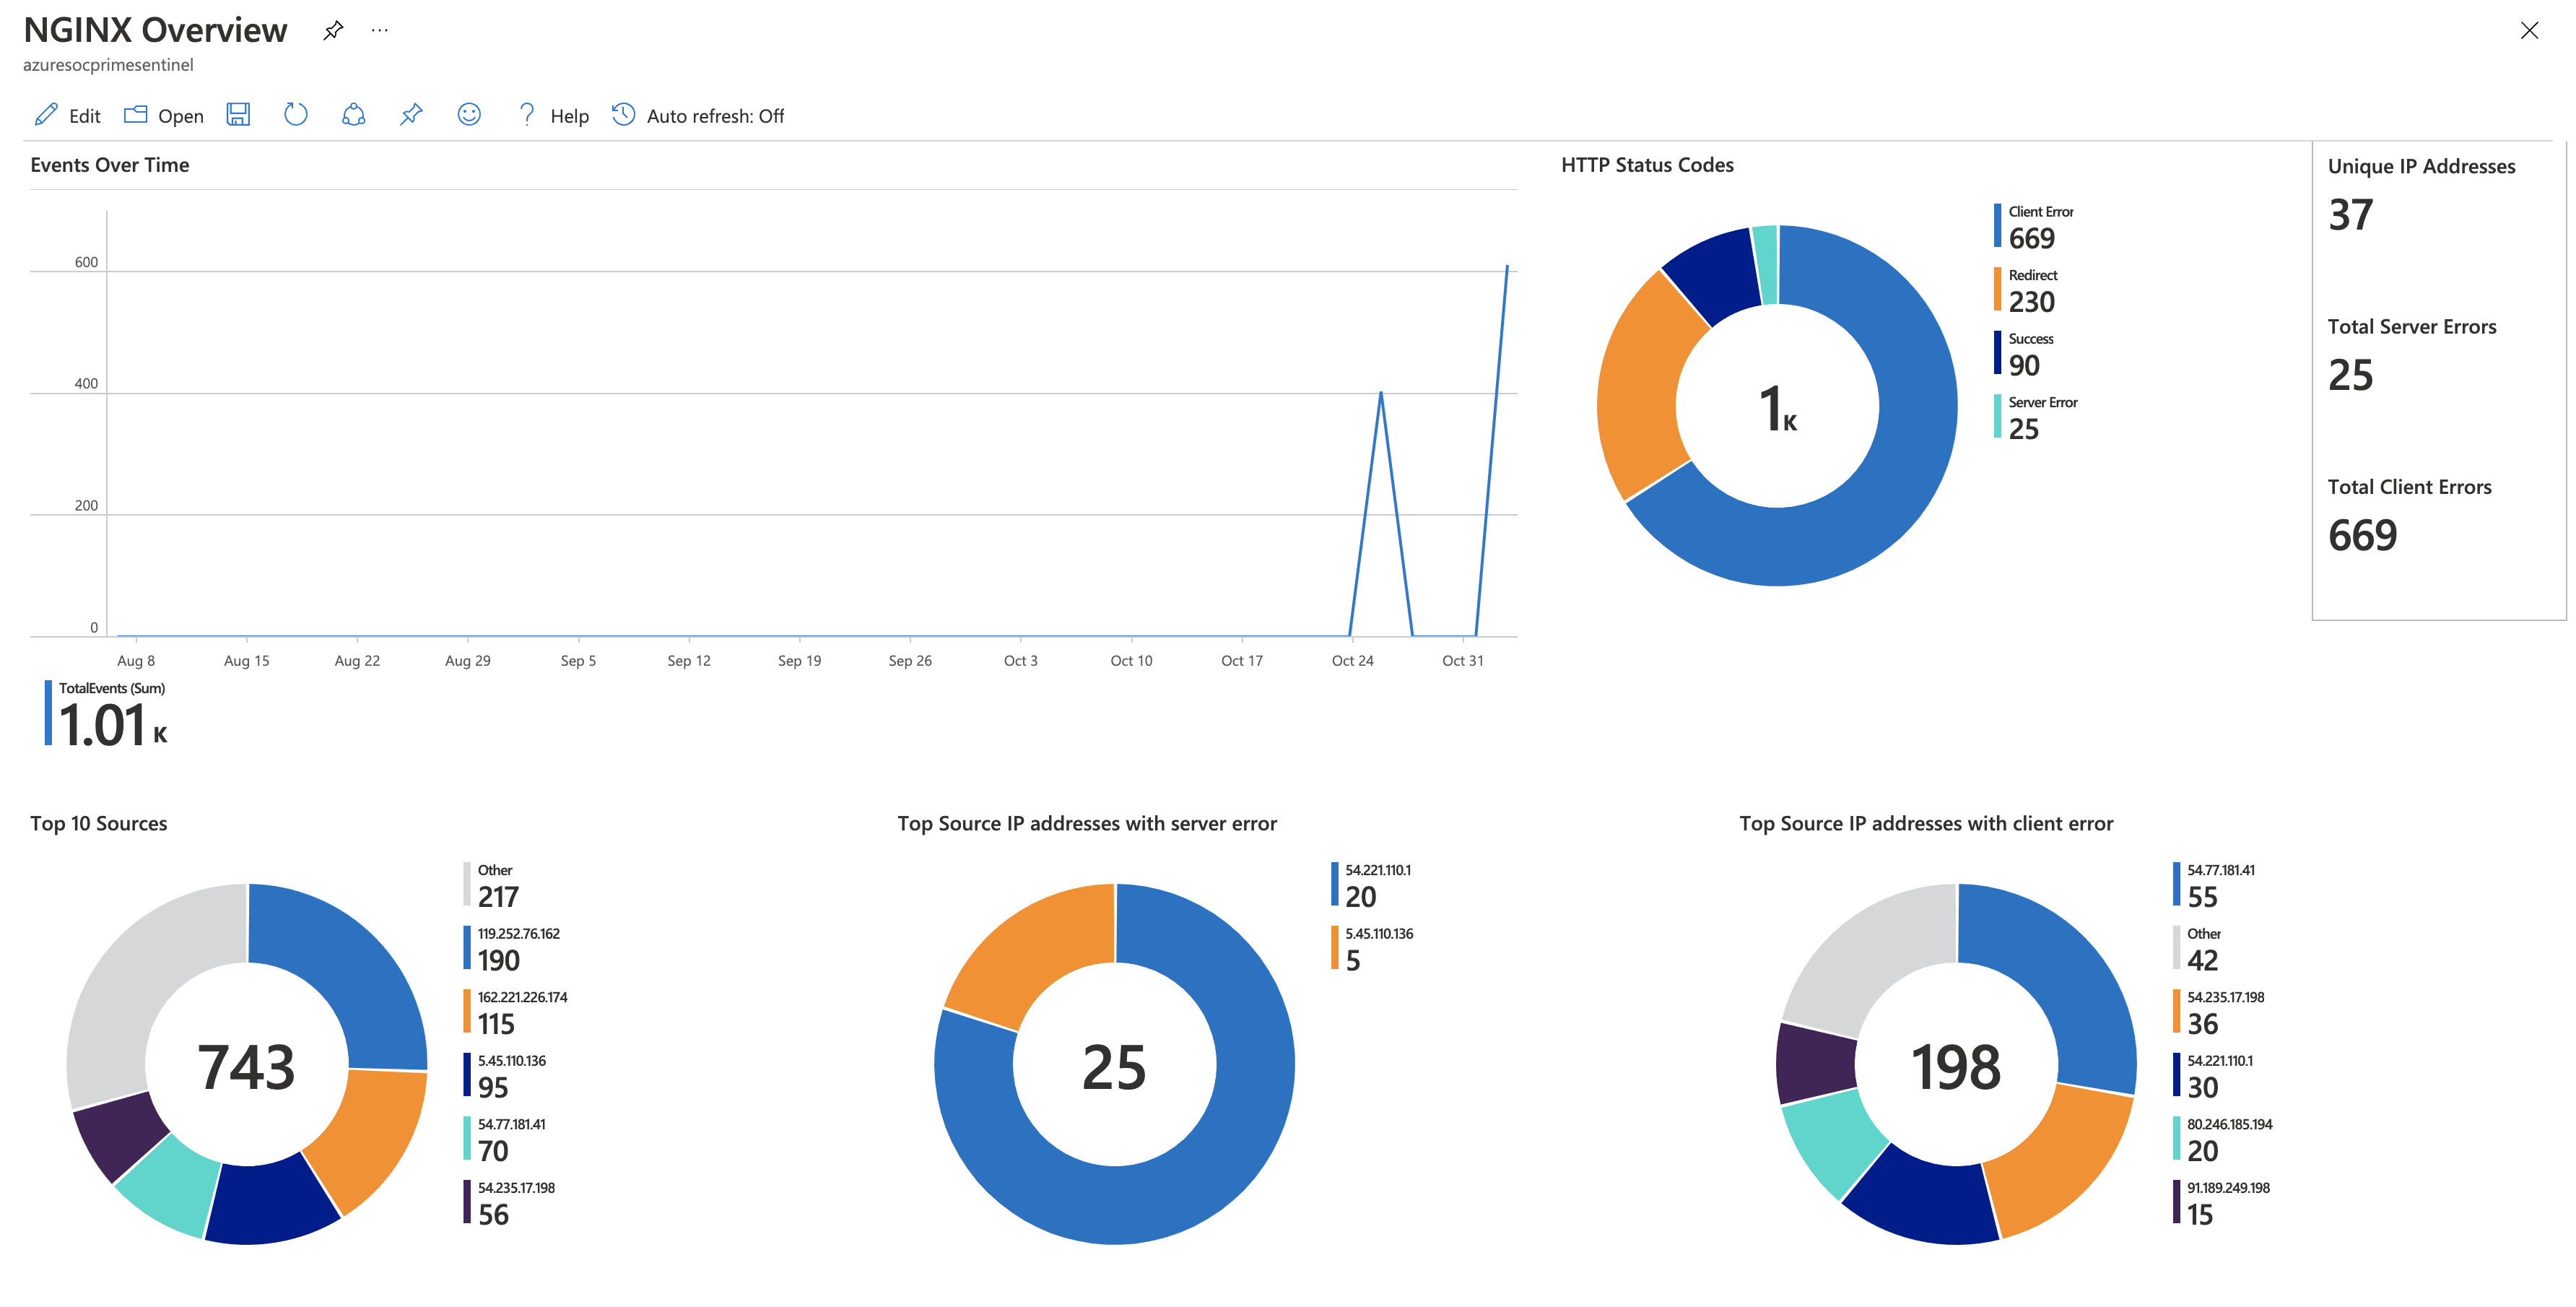 NGINX Overview
azuresocprimesentinel
Edit Open Help Auto refresh: Off
Events Over Time
600
400
200
0
Aug 8 Aug 15 Aug 22 Aug 29 Sep 5 Sep 12 Sep 19 Sep 26 Oct 3 Oct 10 Oct 17 Oct 24 Oct 31
TotalEvents (Sum)
1.01 K
HTTP Status Codes
1K
Client Error
669
Redirect
230
Success
90
Server Error
25
Unique IP Addresses
37
Total Server Errors
25
Total Client Errors
669
Top 10 Sources
743
Other
217
119.252.76.162
190
162.221.226.174
115
5.45.110.136
95
54.77.181.41
70
54.235.17.198
56
Top Source IP addresses with server error
25
54.221.110.1
20
5.45.110.136
5
Top Source IP addresses with client error
198
54.77.181.41
55
Other
42
54.235.17.198
36
54.221.110.1
30
80.246.185.194
20
91.189.249.198
15